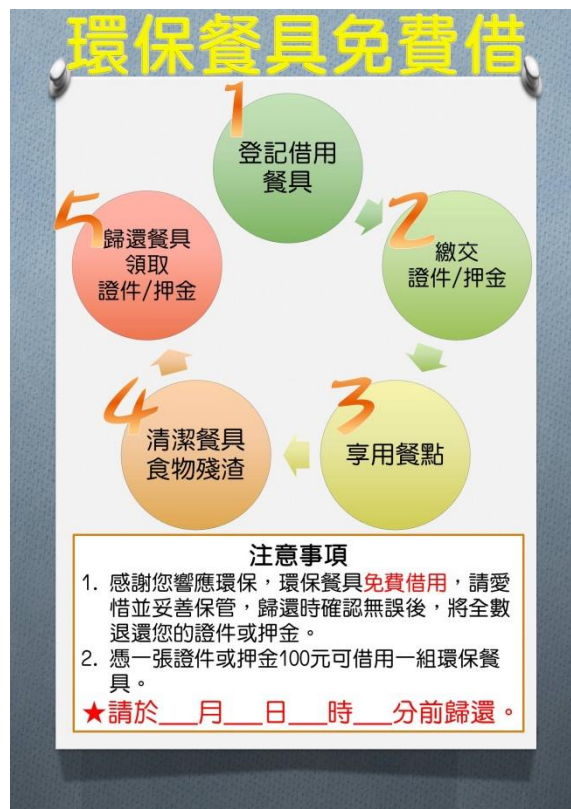 環保餐具免費借
1
登記借用
餐具
2
繳交
證件/押金
3
享用餐點
4
清潔餐具
食物殘渣
5
歸還餐具
領取
證件/押金
注意事項
1. 感謝您響應環保，環保餐具免費借用，請愛
惜並妥善保管，歸還時確認無誤後，將全數
退還您的證件或押金。
2. 憑一張證件或押金100元可借用一組環保餐
具。
★請於___月___日___時___分前歸還。